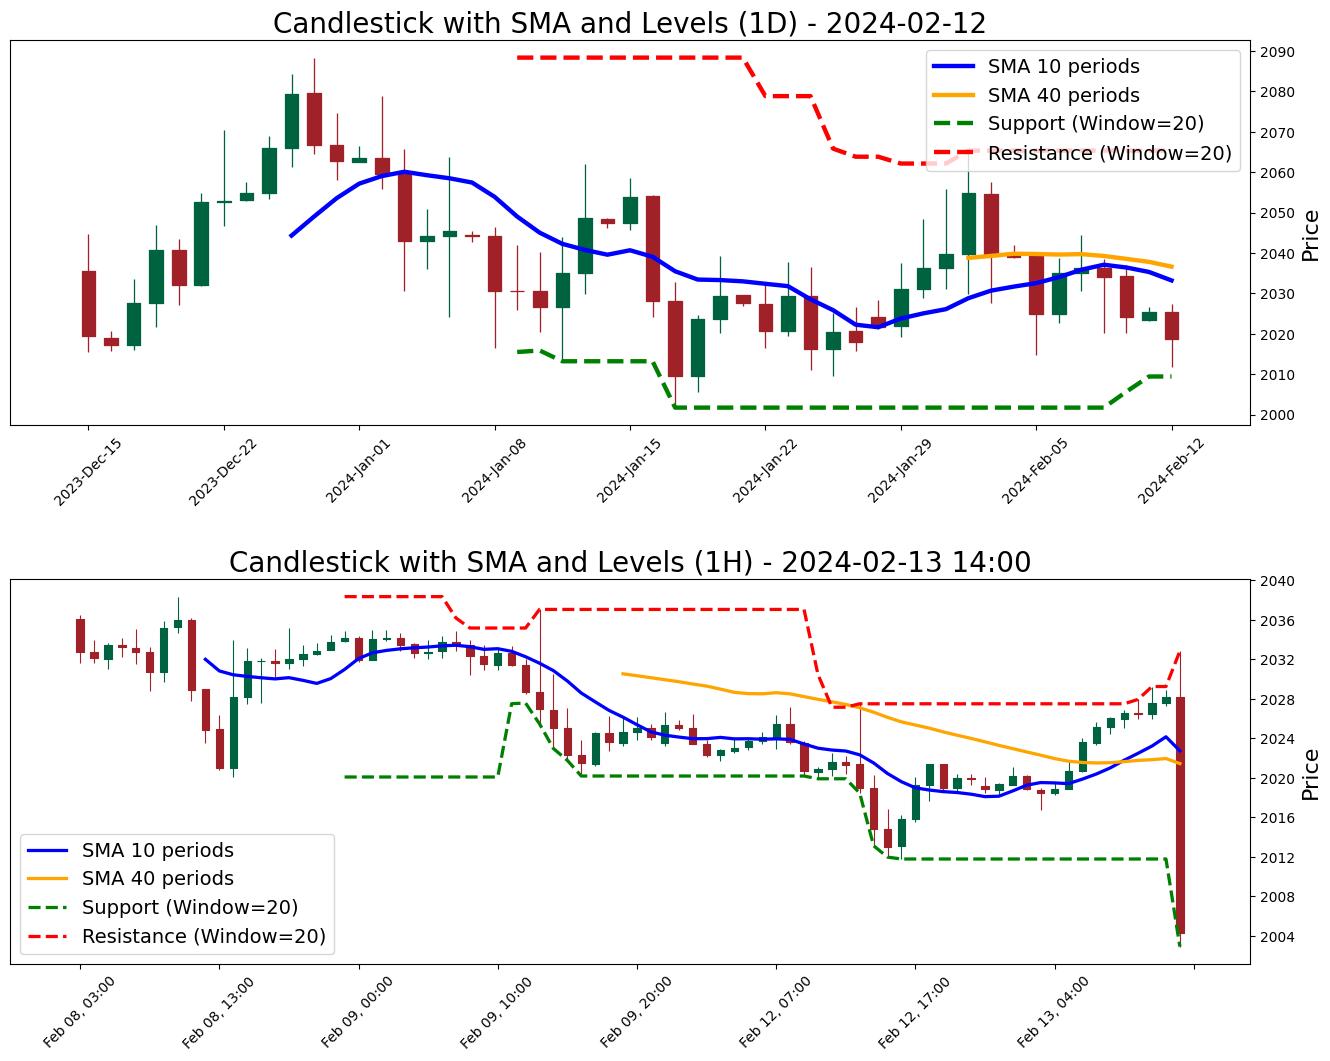 Candlestick with SMA and Levels (1D) - 2024-02-12
SMA 10 periods
SMA 40 periods
Support (Window=20)
Resistance (Window=20)
2090
2080
2070
2060
2050
2040
2030
2020
2010
2000
Price
2023-Dec-15
2023-Dec-22
2024-Jan-01
2024-Jan-08
2024-Jan-15
2024-Jan-22
2024-Jan-29
2024-Feb-05
2024-Feb-12
Candlestick with SMA and Levels (1H) - 2024-02-13 14:00
2040
2036
2032
2028
2024
2020
2016
2012
2008
2004
Price
SMA 10 periods
SMA 40 periods
Support (Window=20)
Resistance (Window=20)
Feb 08, 03:00
Feb 08, 13:00
Feb 09, 00:00
Feb 09, 10:00
Feb 09, 20:00
Feb 12, 07:00
Feb 12, 17:00
Feb 13, 04:00